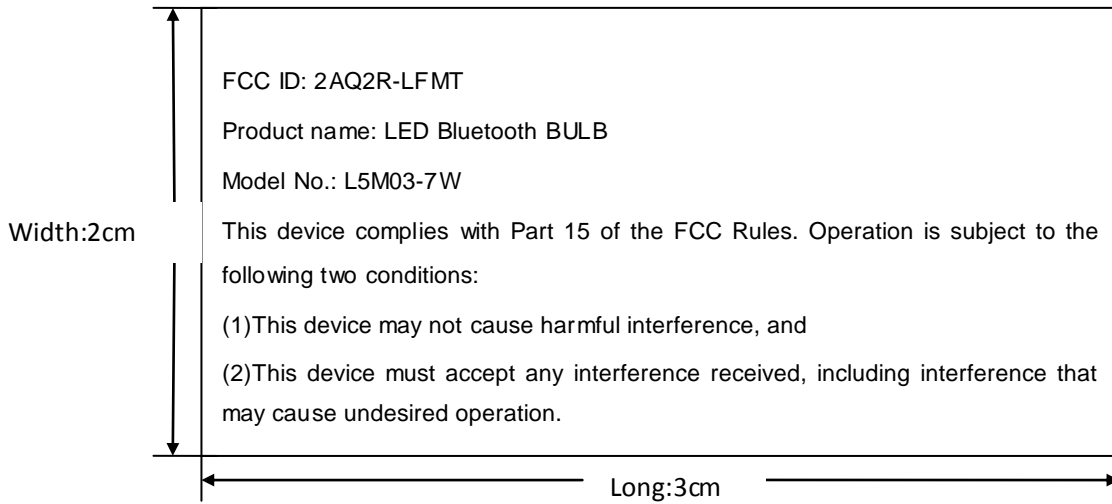 FCC ID: 2AQ2R-LFMT
Product name: LED Bluetooth BULB
Model No.: L5M03-7W
Width:2cm
This device complies with Part 15 of the FCC Rules. Operation is subject to the
following two conditions:
(1)This device may not cause harmful interference, and
(2)This device must accept any interference received, including interference that
may cause undesired operation.
Long:3cm